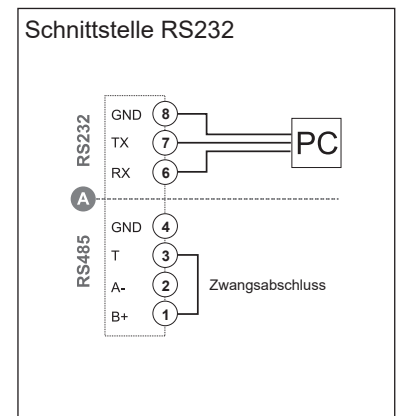 Schnittstelle RS232
RS232
GND 8
TX 7
RX 6
PC
A
RS485
GND 4
T 3
A- 2
B+ 1
Zwangsabschluss